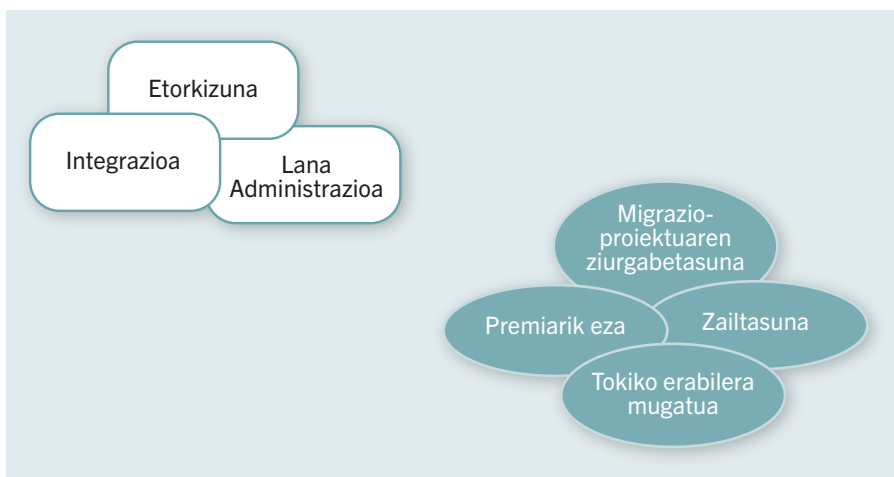 Etorkizuna
Integrazioa
Lana
Administrazioa
Migrazio-
proiektuaren
ziurgabetasuna
Premiarik eza
Zailtasuna
Tokiko erabilera
mugatua